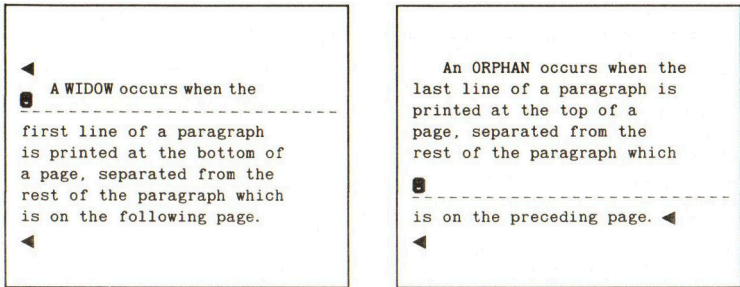 A WIDOW occurs when the
first line of a paragraph
is printed at the bottom of
a page, separated from the
rest of the paragraph which
is on the following page.
An ORPHAN occurs when the
last line of a paragraph is
printed at the top of a
page, separated from the
rest of the paragraph which
is on the preceding page.